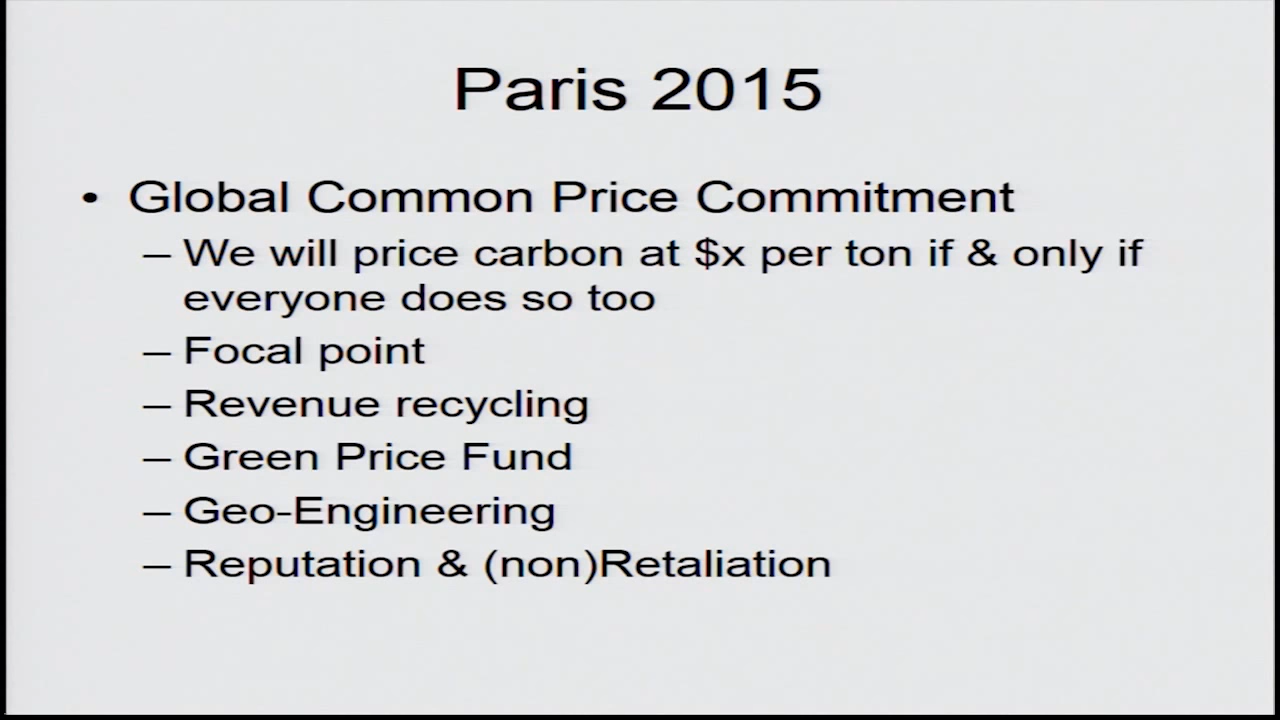 Paris 2015
• Global Common Price Commitment
– We will price carbon at $x per ton if & only if
everyone does so too
– Focal point
– Revenue recycling
– Green Price Fund
– Geo-Engineering
– Reputation & (non)Retaliation